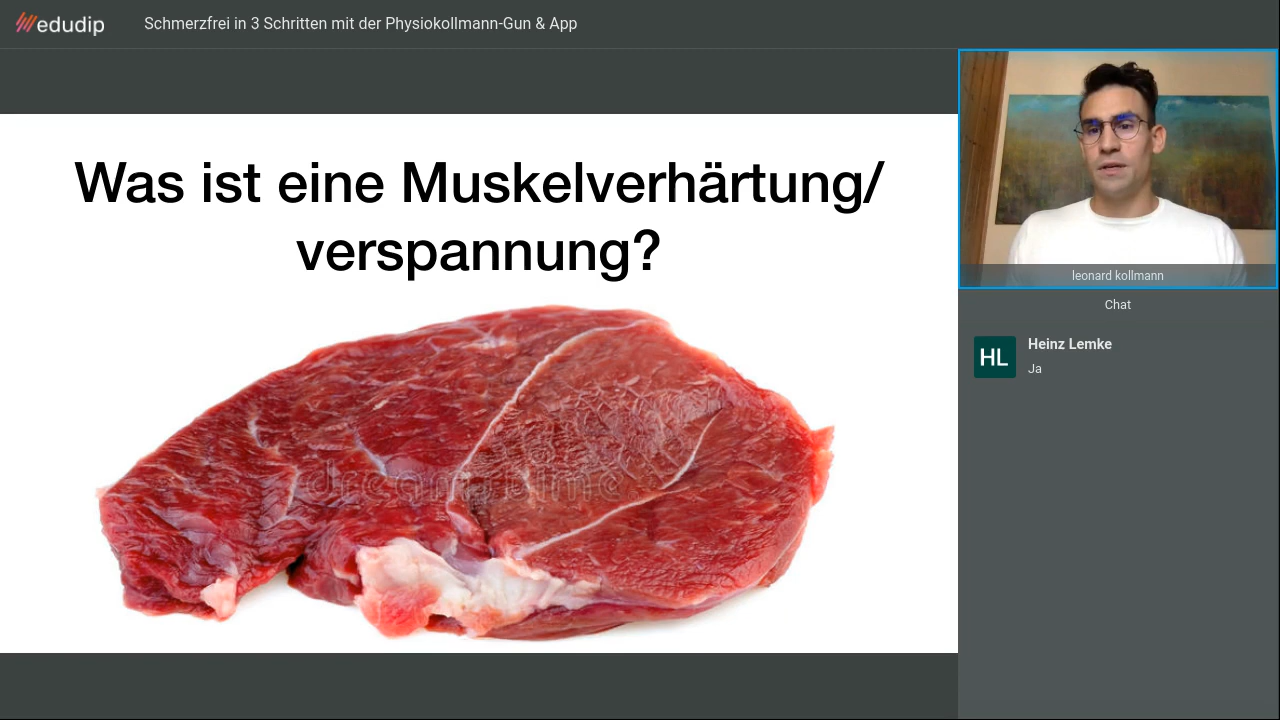 edudip
Schmerzfrei in 3 Schritten mit der Physiokollmann-Gun & App
Was ist eine Muskelverhärtung/
verspannung?
dreamstime
leonard kollmann
Chat
HL
Heinz Lemke
Ja